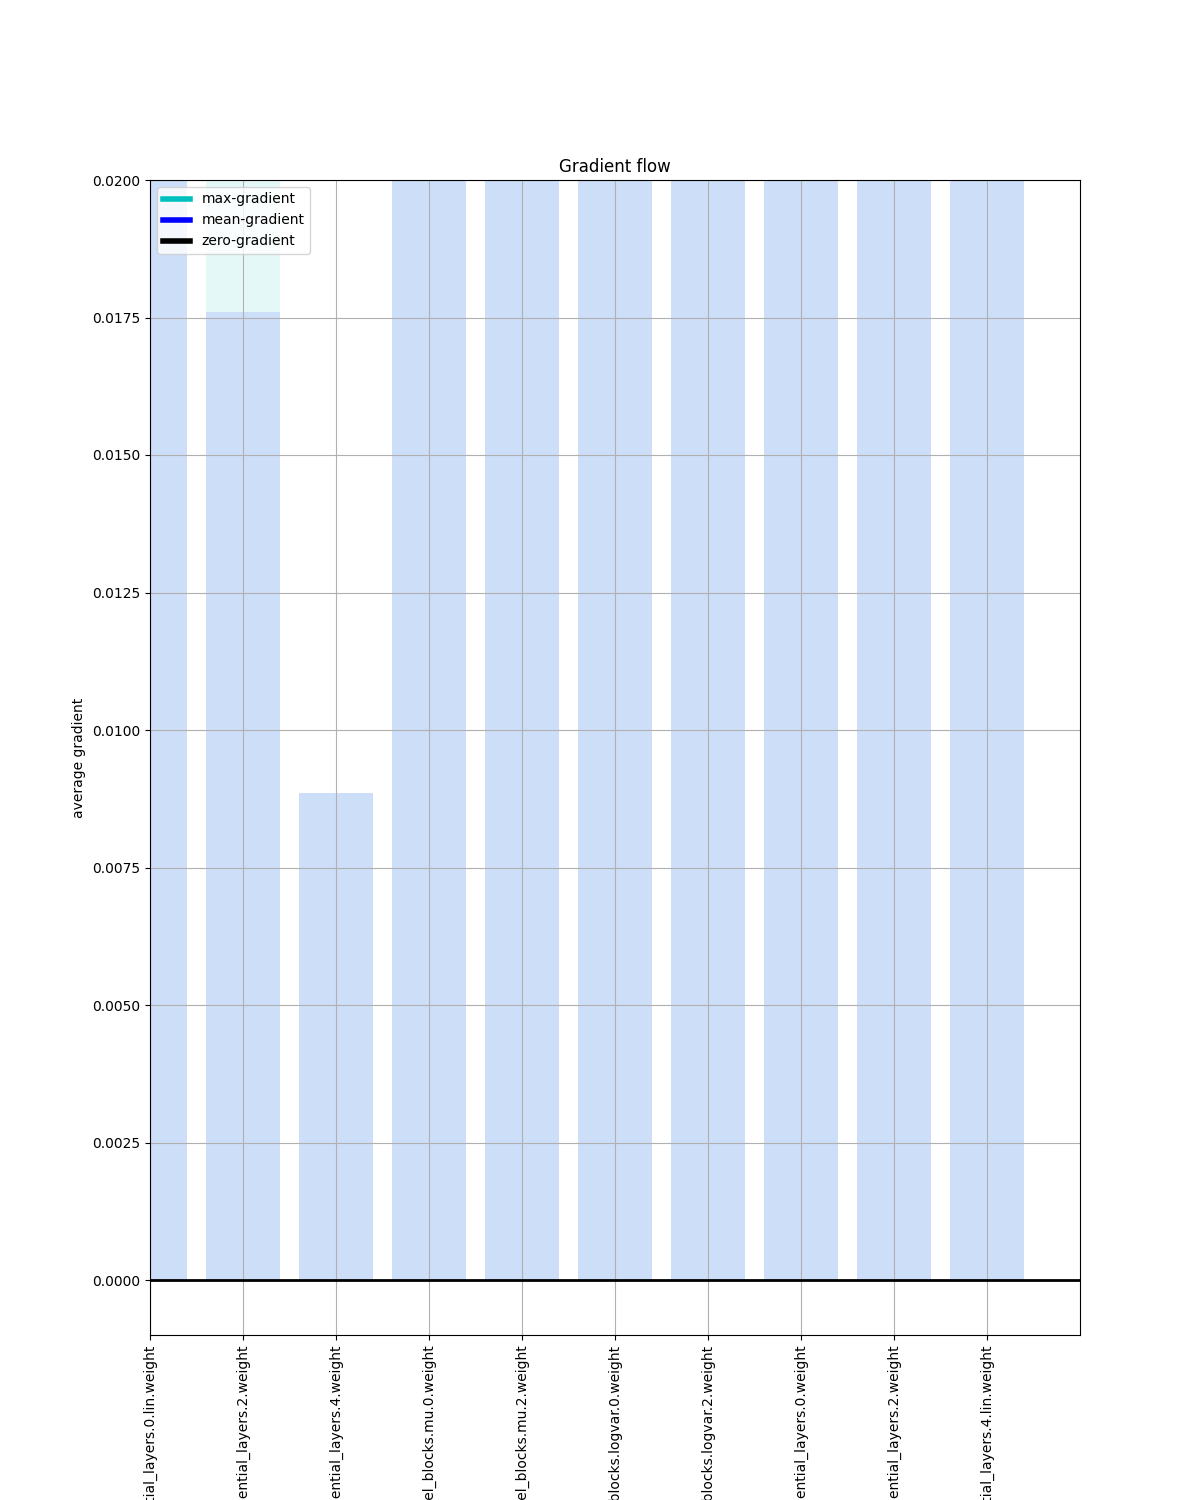 Gradient flow
max-gradient
mean-gradient
zero-gradient
average gradient
0.0200
0.0175
0.0150
0.0125
0.0100
0.0075
0.0050
0.0025
0.0000
tial_layers.0.lin.weight
ential_layers.2.weight
ential_layers.4.weight
el_blocks.mu.0.weight
el_blocks.mu.2.weight
blocks.logvar.0.weight
blocks.logvar.2.weight
ential_layers.0.weight
ential_layers.2.weight
tial_layers.4.lin.weight